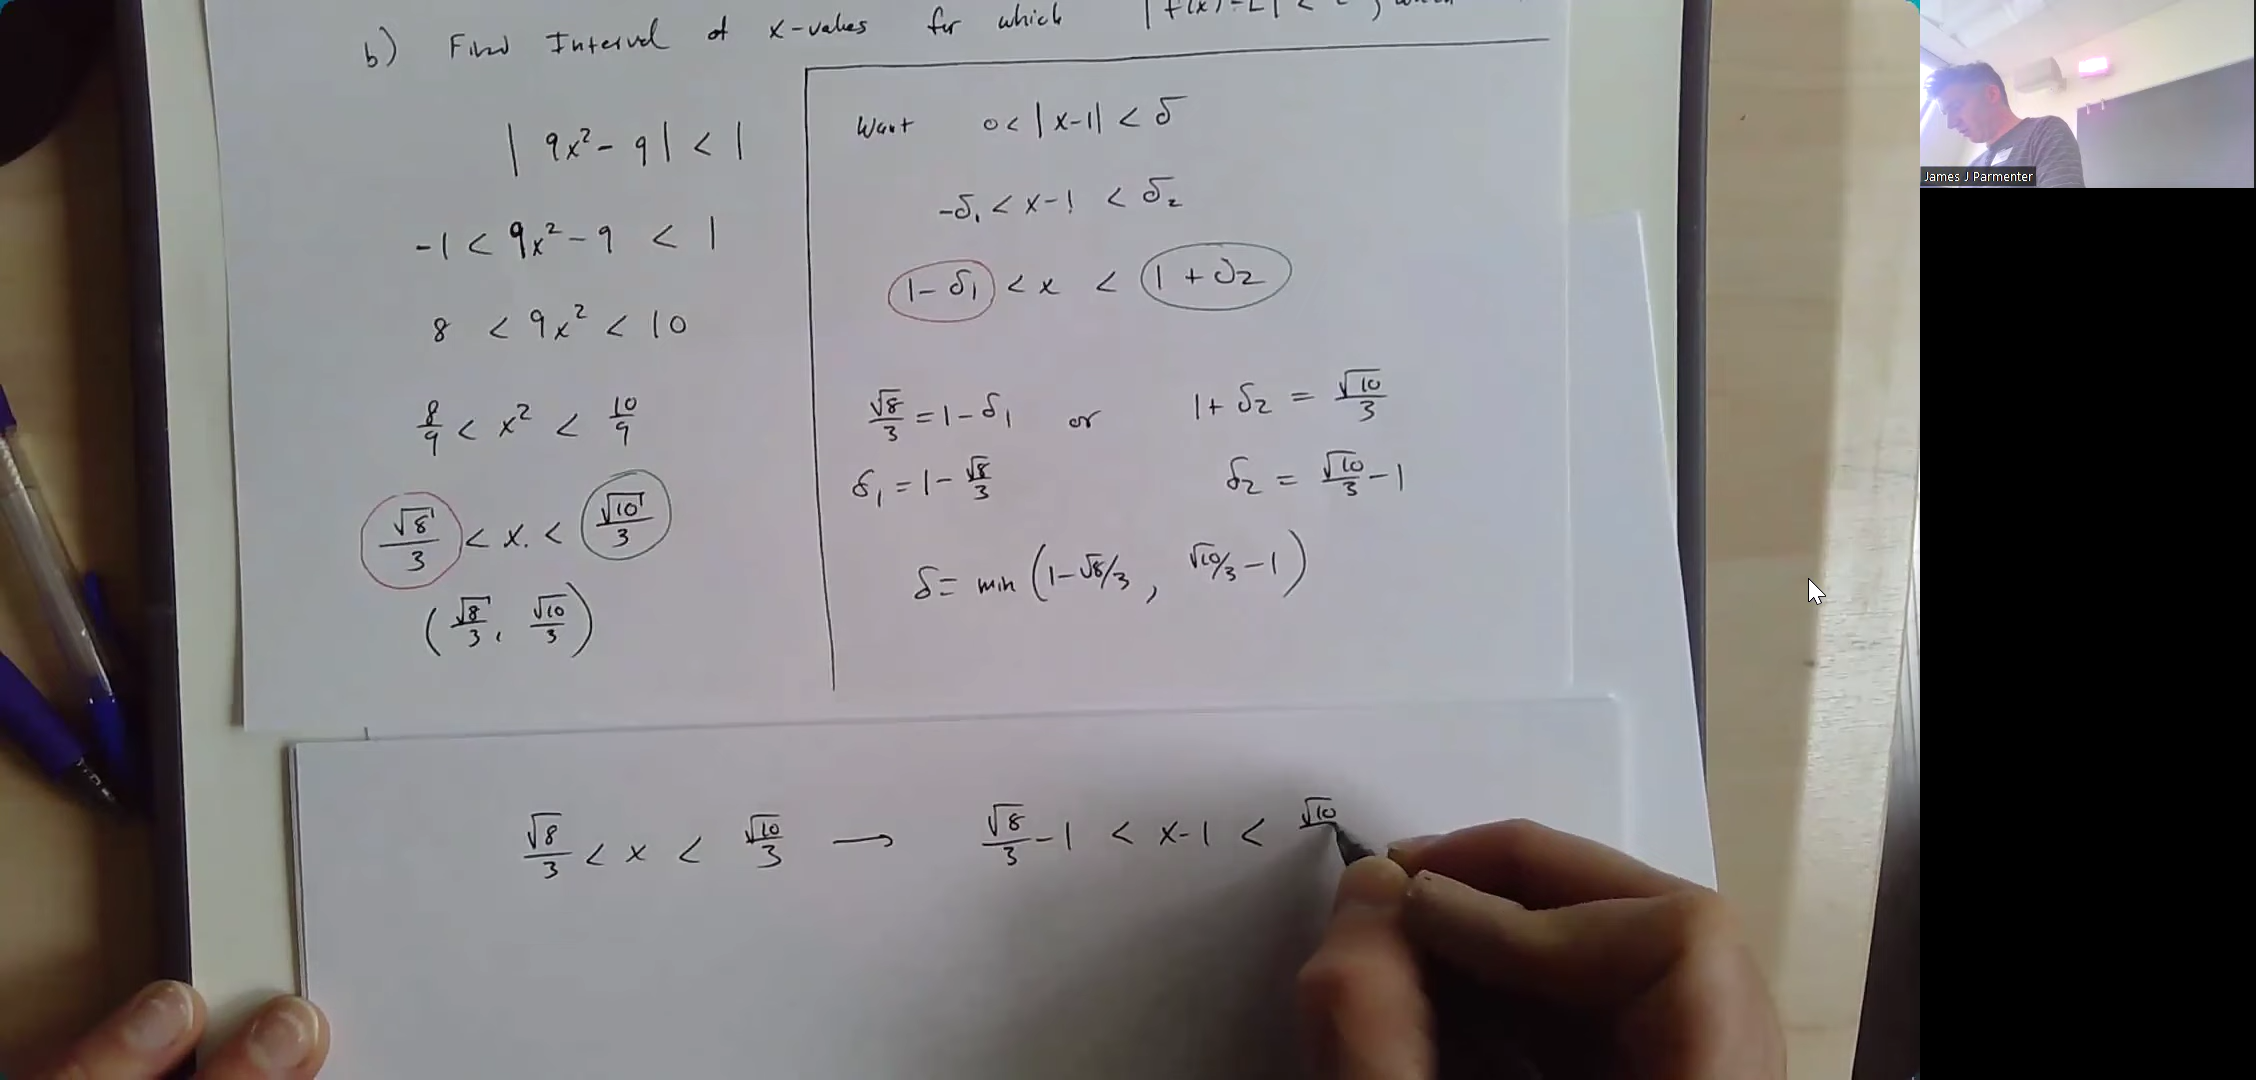 b) Find Interval of x-values for which |f(x)-L| <
|9x² - 9| < 1
-1 < 9x² - 9 < 1
8 < 9x² < 10
8/9 < x² < 10/9
√8/3 < x < √10/3
(√8/3, √10/3)
Want 0 < |x-1| < δ
-δ₁ < x-1 < δ₂
1-δ₁ < x < 1+δ₂
√8/3 = 1-δ₁ or 1+δ₂ = √10/3
δ₁ = 1-√8/3 δ₂ = √10/3 - 1
δ = min (1-√8/3, √10/3-1)
√8/3 < x < √10/3 → √8/3 - 1 < x-1 < √10
James J Parmenter